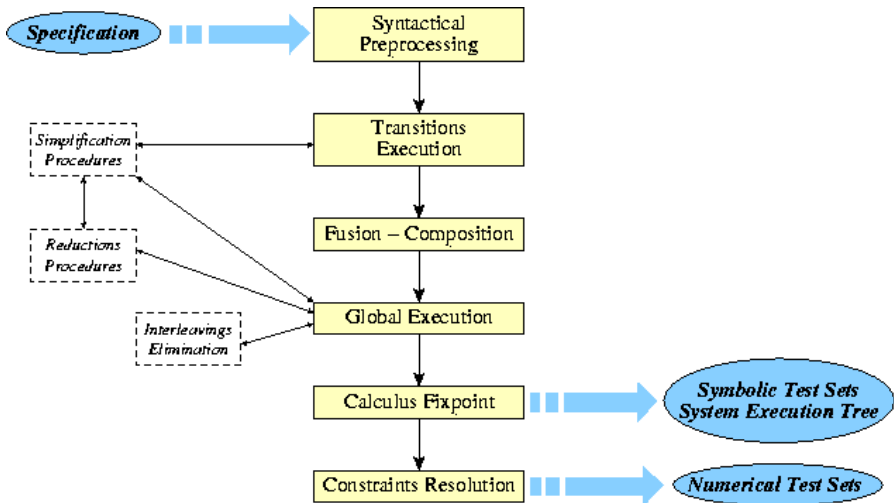 Specification
Syntactical
Preprocessing
Transitions
Execution
Simplification
Procedures
Fusion – Composition
Reductions
Procedures
Global Execution
Interleavings
Elimination
Calculus Fixpoint
Symbolic Test Sets
System Execution Tree
Constraints Resolution
Numerical Test Sets